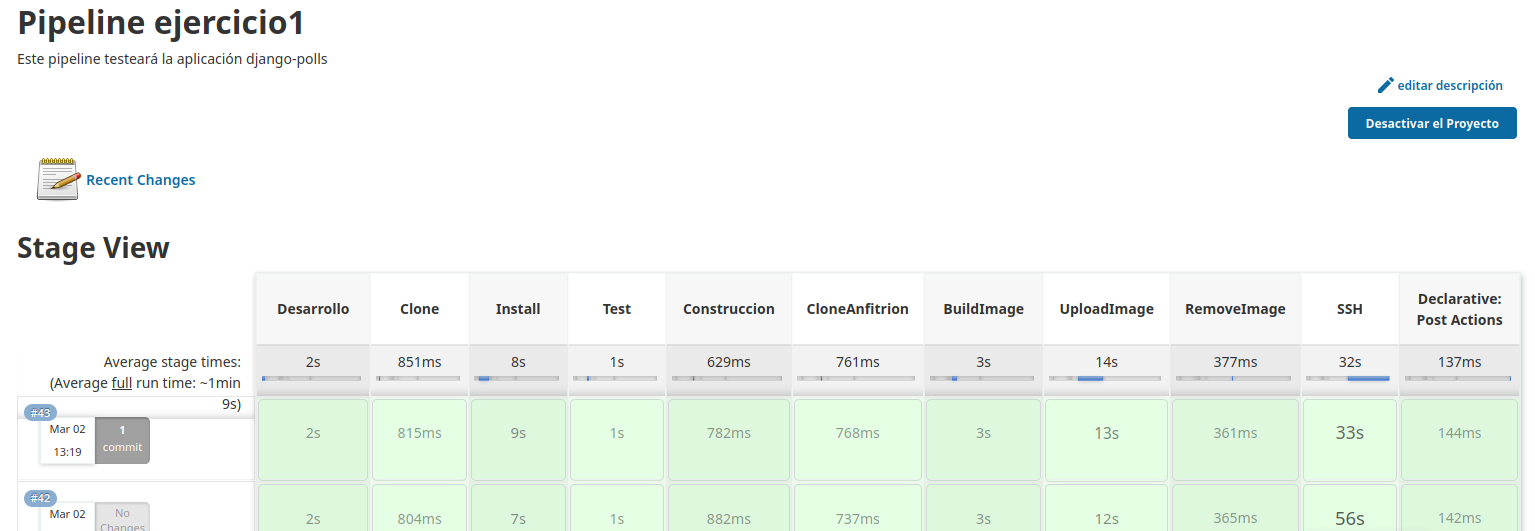 Pipeline ejercicio1
Este pipeline testeará la aplicación django-polls
editar descripción
Desactivar el Proyecto
Recent Changes
Stage View
Desarrollo Clone Install Test Construccion CloneAnfitrion BuildImage UploadImage RemoveImage SSH Declarative:
Post Actions
Average stage times: 2s 851ms 8s 1s 629ms 761ms 3s 14s 377ms 32s 137ms
(Average full run time: ~1min
9s)
#43
Mar 02 1
13:19 commit
2s 815ms 9s 1s 782ms 768ms 3s 13s 361ms 33s 144ms
#42
Mar 02 No
Changes
2s 804ms 7s 1s 882ms 737ms 3s 12s 365ms 56s 142ms